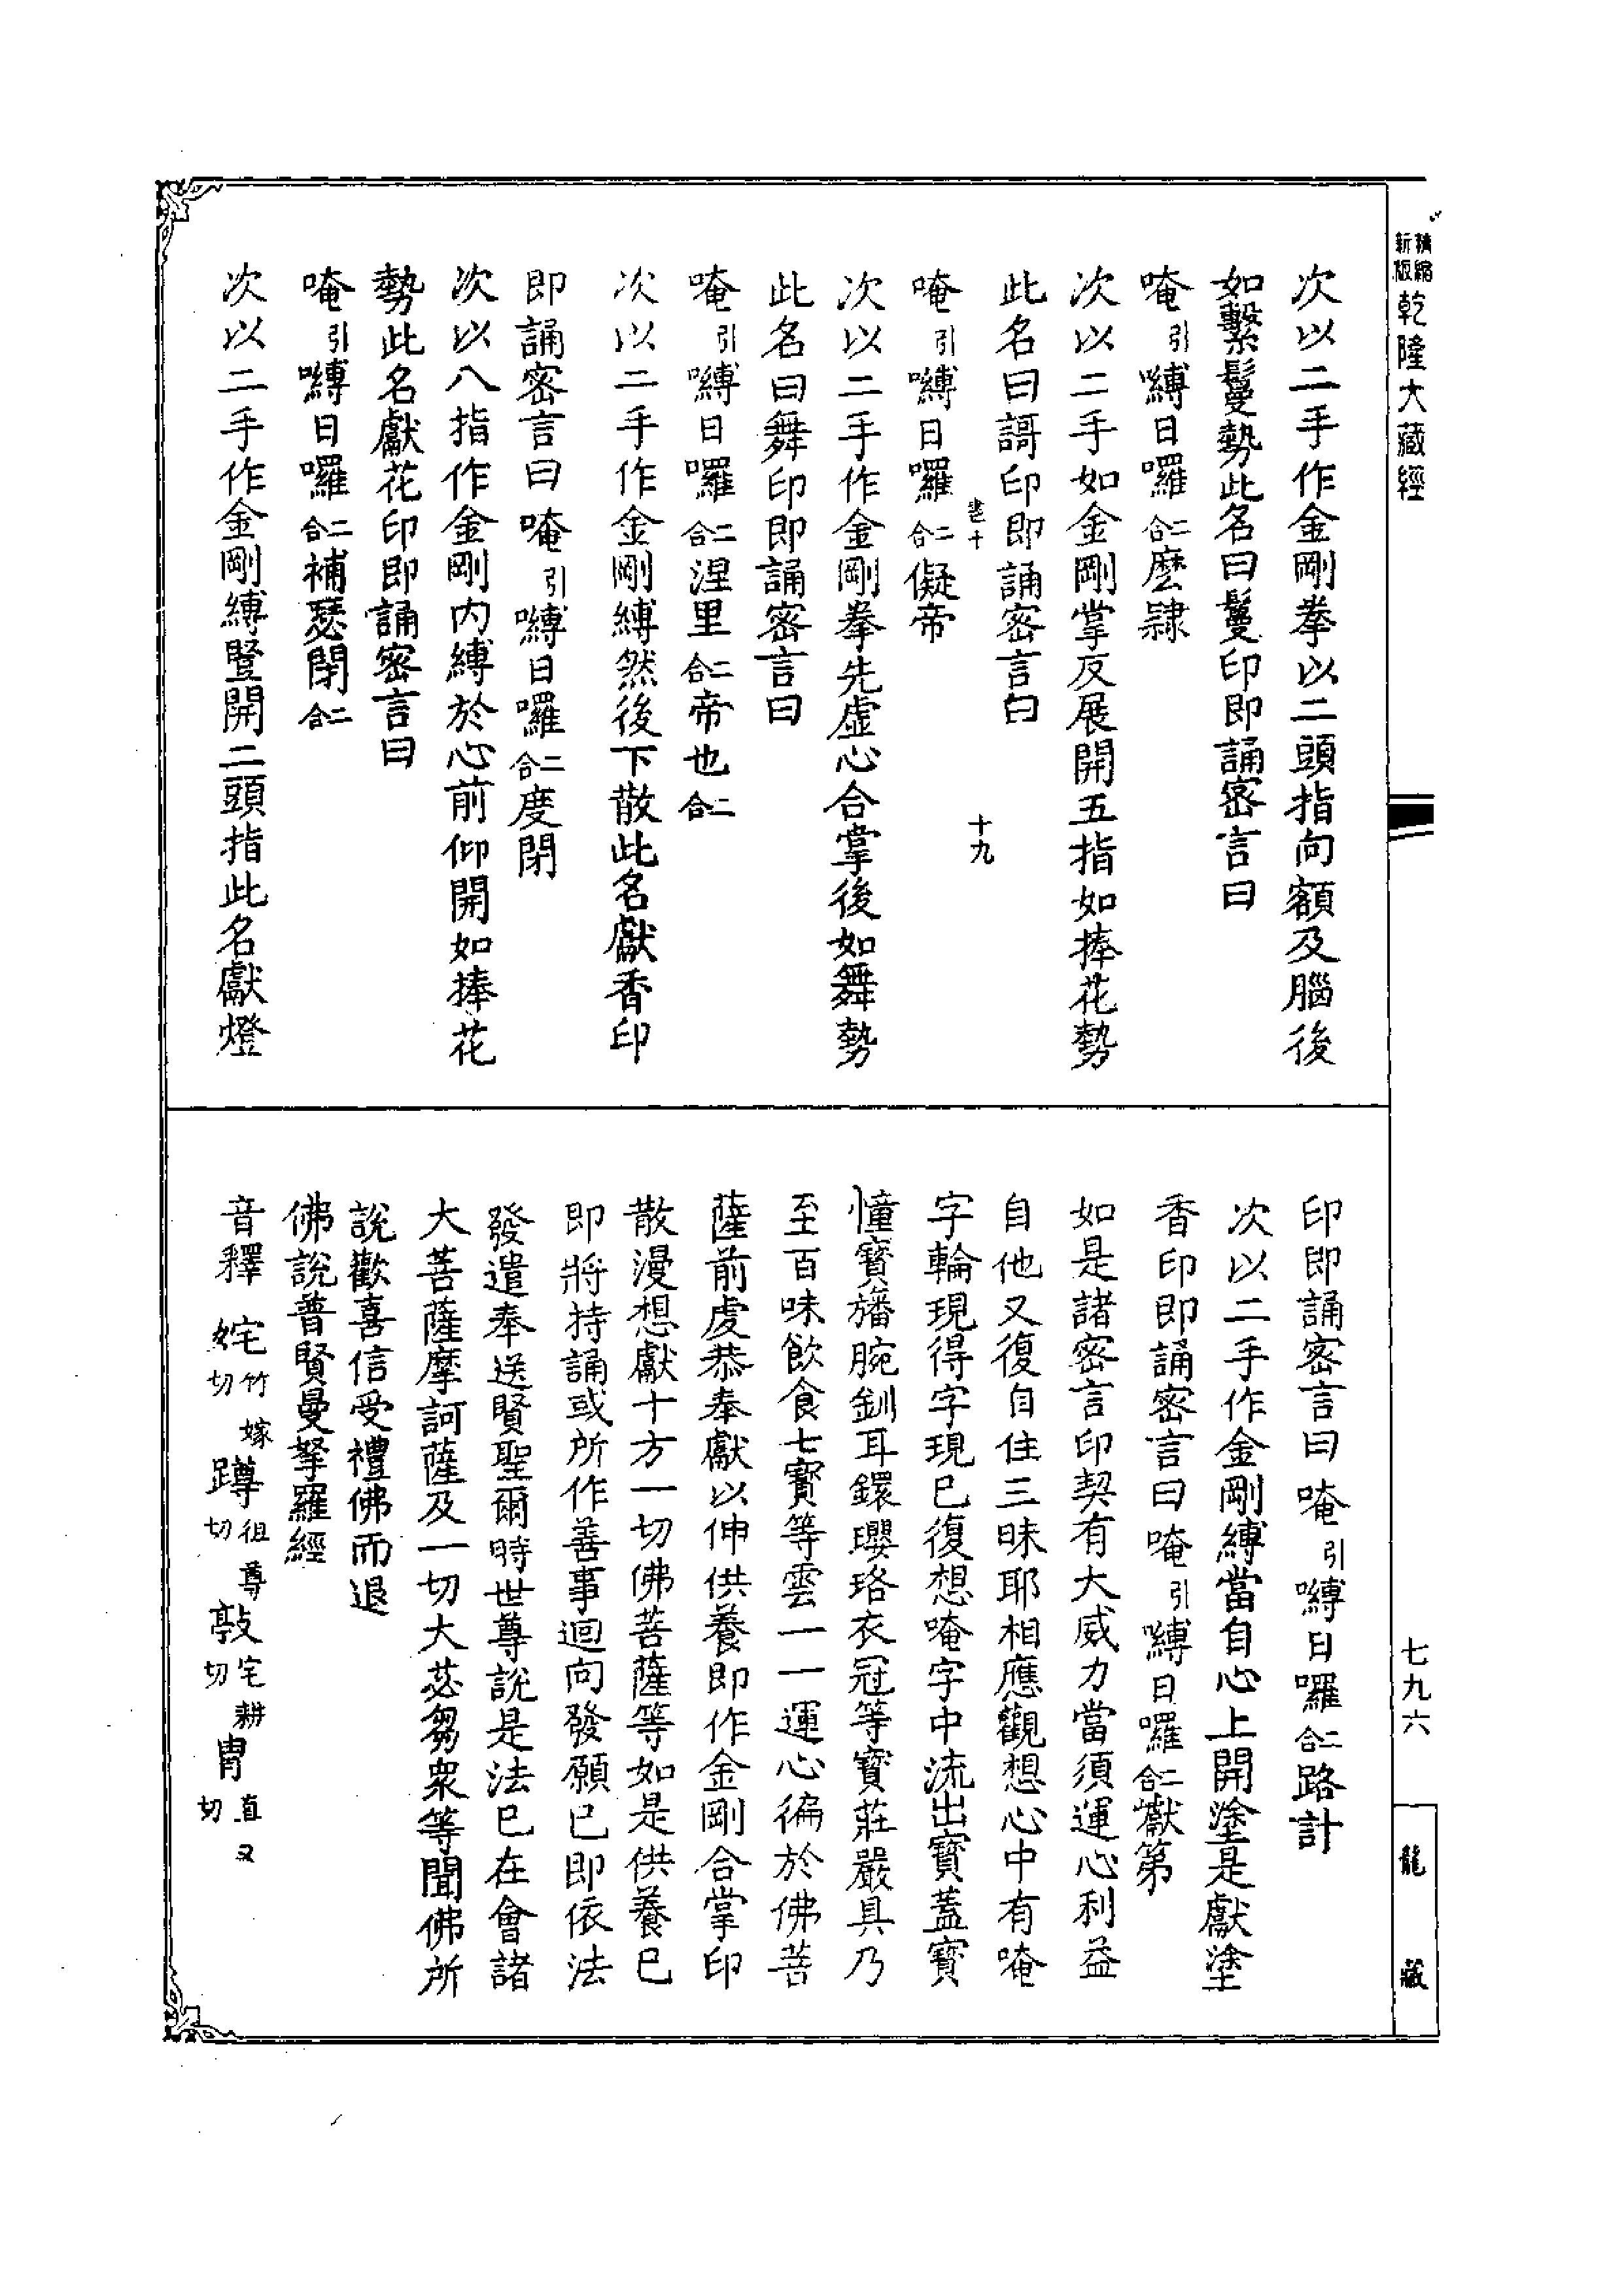 精縮新版乾隆大藏經
次以二手作金剛拳以二頭指向額及腦後
如繫鬘勢此名曰鬘印即誦密言曰
唵引嚩日囉二合麽隸
次以二手如金剛掌反展開五指如捧花勢
此名曰謌印即誦密言曰
十九
唵引嚩日囉二合儗帝
次以二手作金剛拳先虛心合掌後如舞勢
此名曰舞印即誦密言曰
唵引嚩日囉二合涅里二合帝也二合
次以二手作金剛縛然後下散此名獻香印
即誦密言曰唵引嚩日囉二合度閉
次以八指作金剛內縛於心前仰開如捧花
勢此名獻花印即誦密言曰
唵引嚩日囉二合補瑟閉二合
次以二手作金剛縛豎開二頭指此名獻燈
印即誦密言曰唵引嚩日囉二合路計
次以二手作金剛縛當自心上開塗是獻塗
香印即誦密言曰唵引嚩日囉二合巘第
如是諸密言印契有大威力當須運心利益
自他又復自住三昧耶相應觀想心中有唵
字輪現得字現已復想唵字中流出寶蓋寶
幢寶旛腕釧耳鐶瓔珞衣冠等寶莊嚴具乃
至百味飲食七寶等雲一一運心徧於佛菩
薩前虔恭奉獻以伸供養即作金剛合掌印
散漫想獻十方一切佛菩薩等如是供養已
即將持誦或所作善事迴向發願已即依法
發遣奉送賢聖爾時世尊說是法已在會諸
大菩薩摩訶薩及一切大苾芻眾等聞佛所
說歡喜信受禮佛而退
佛說普賢曼拏羅經
音釋 姹竹嫁切 蹲徂尊切 敦宅耕切 冑直又切
七九六
龍藏